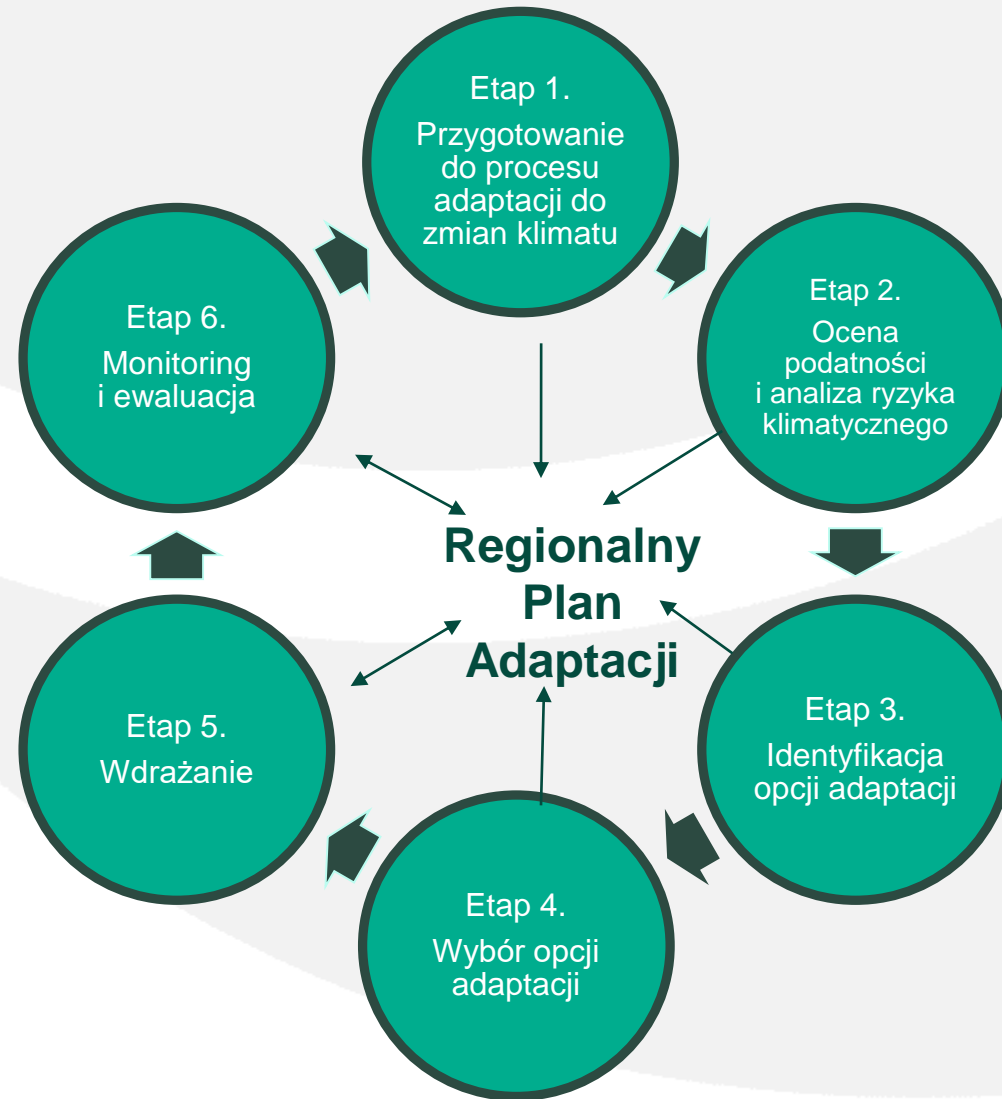 Etap 1.
Przygotowanie
do procesu
adaptacji do
zmian klimatu
Etap 2.
Ocena
podatności
i analiza ryzyka
klimatycznego
Etap 3.
Identyfikacja
opcji adaptacji
Etap 4.
Wybór opcji
adaptacji
Etap 5.
Wdrażanie
Etap 6.
Monitoring
i ewaluacja
Regionalny
Plan
Adaptacji